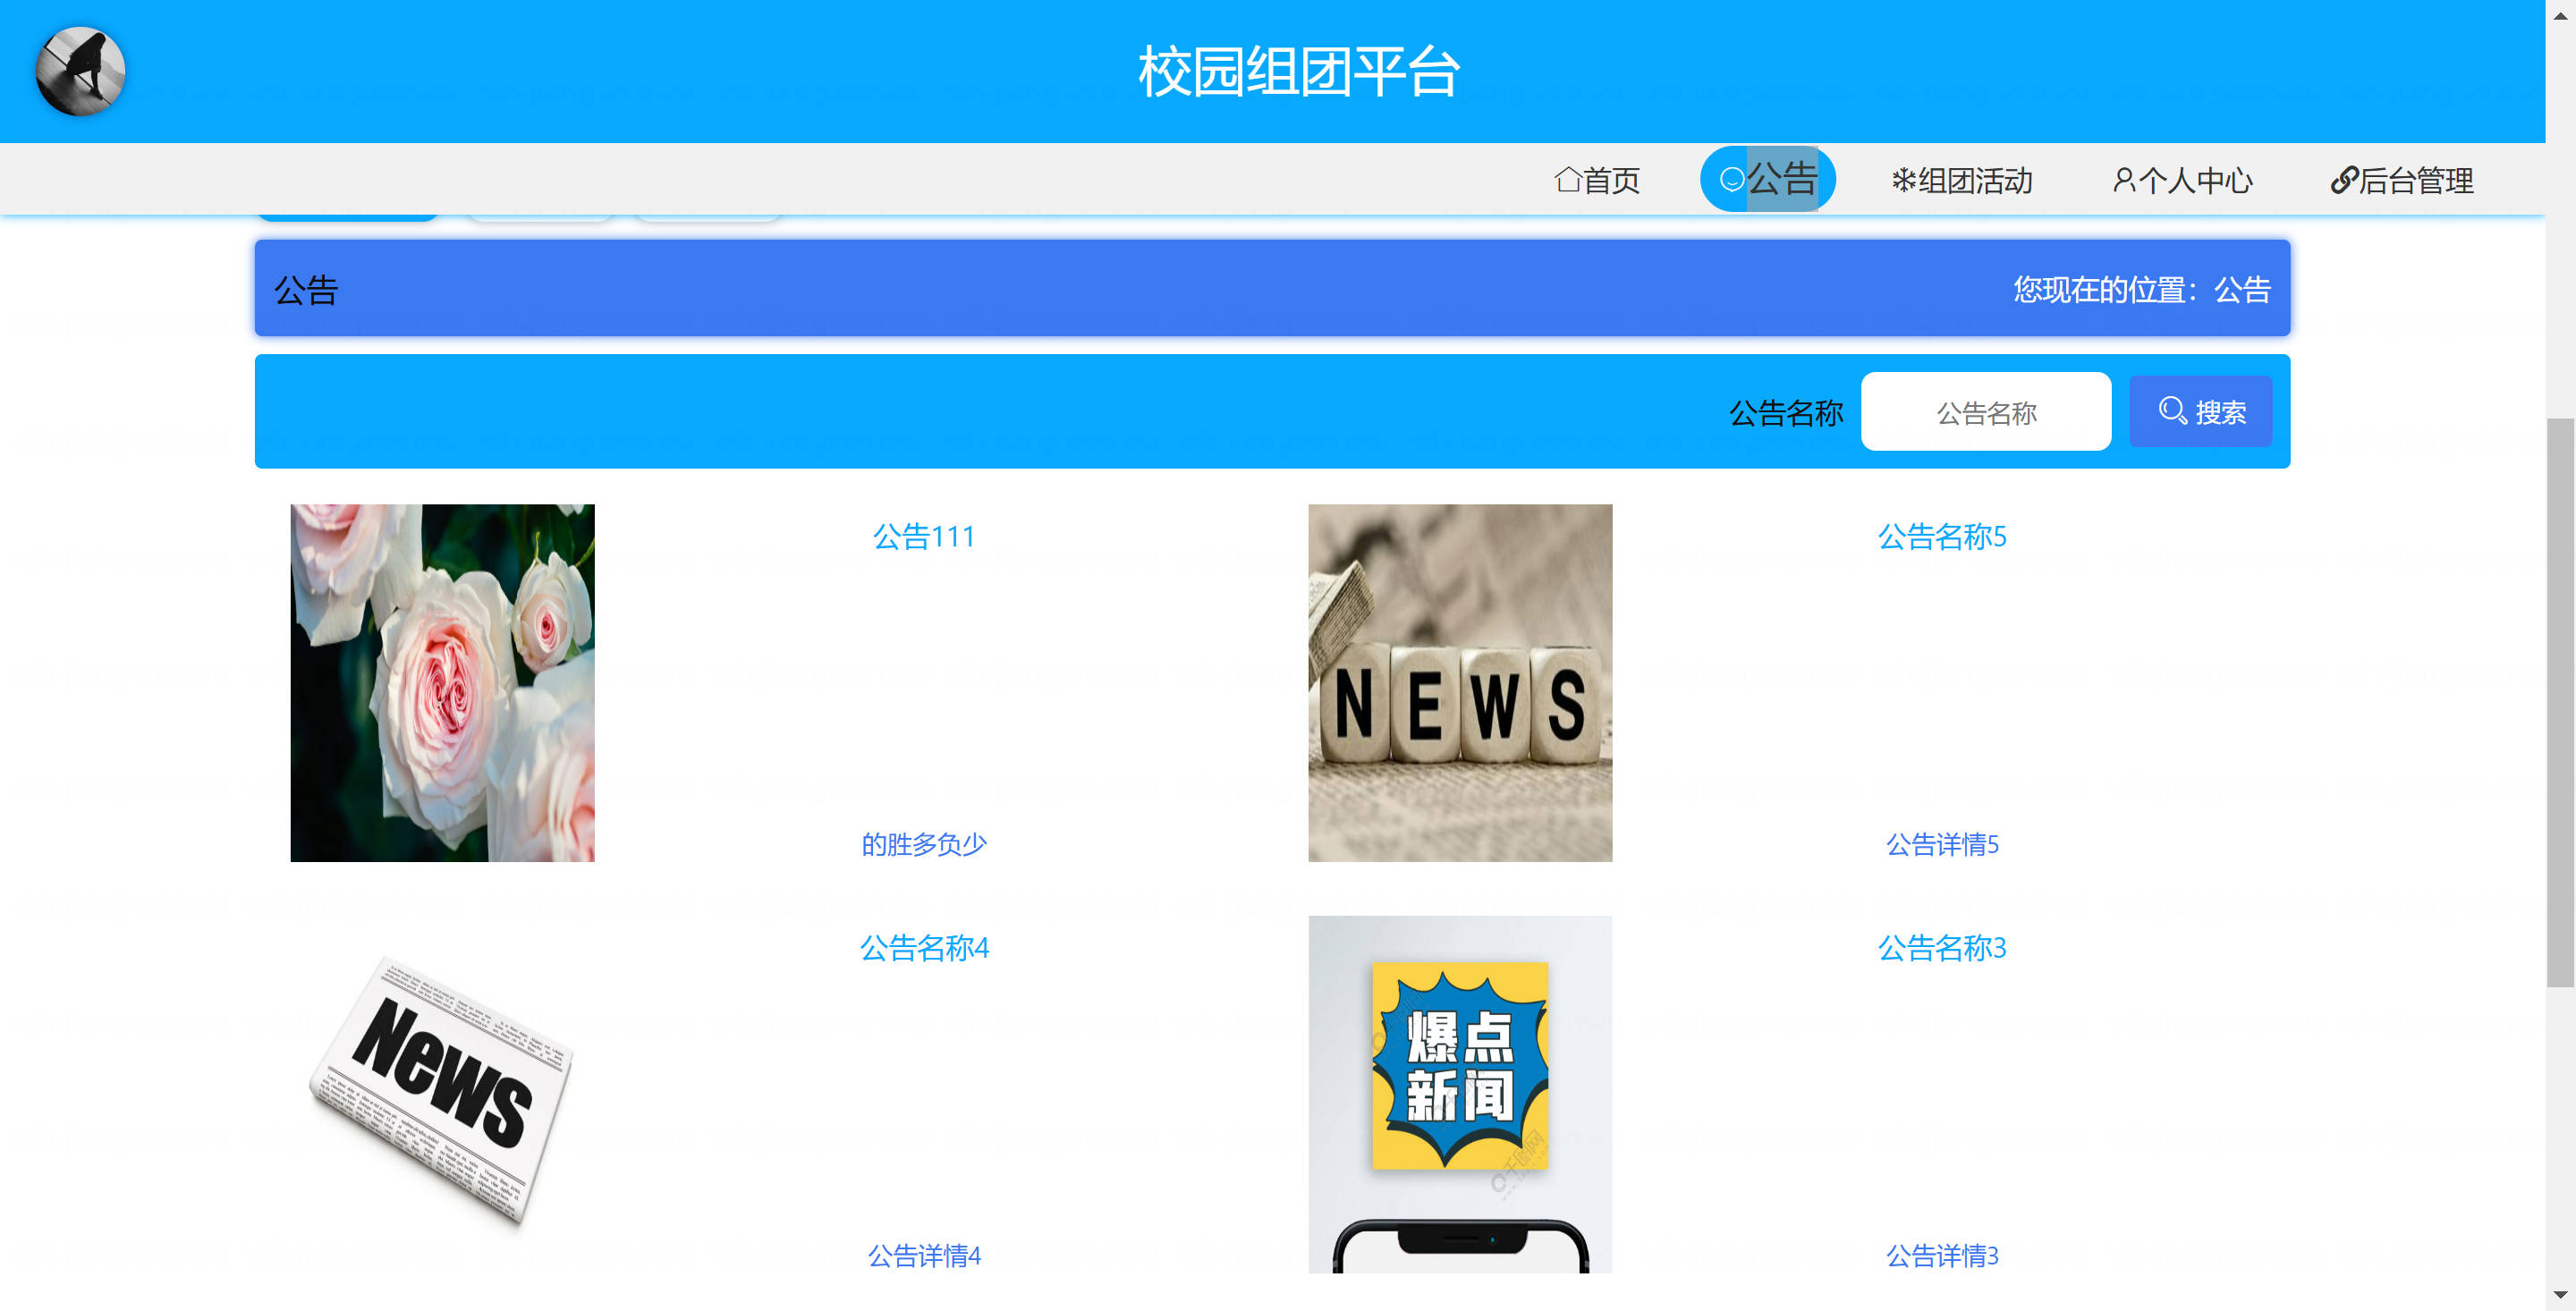 校园组团平台
首页
公告
组团活动
个人中心
后台管理
公告
您现在的位置：公告
公告名称
公告名称
搜索
公告111
的胜多负少
NEWS
公告名称5
公告详情5
News
公告名称4
公告详情4
爆点
新闻
千图网
公告名称3
公告详情3